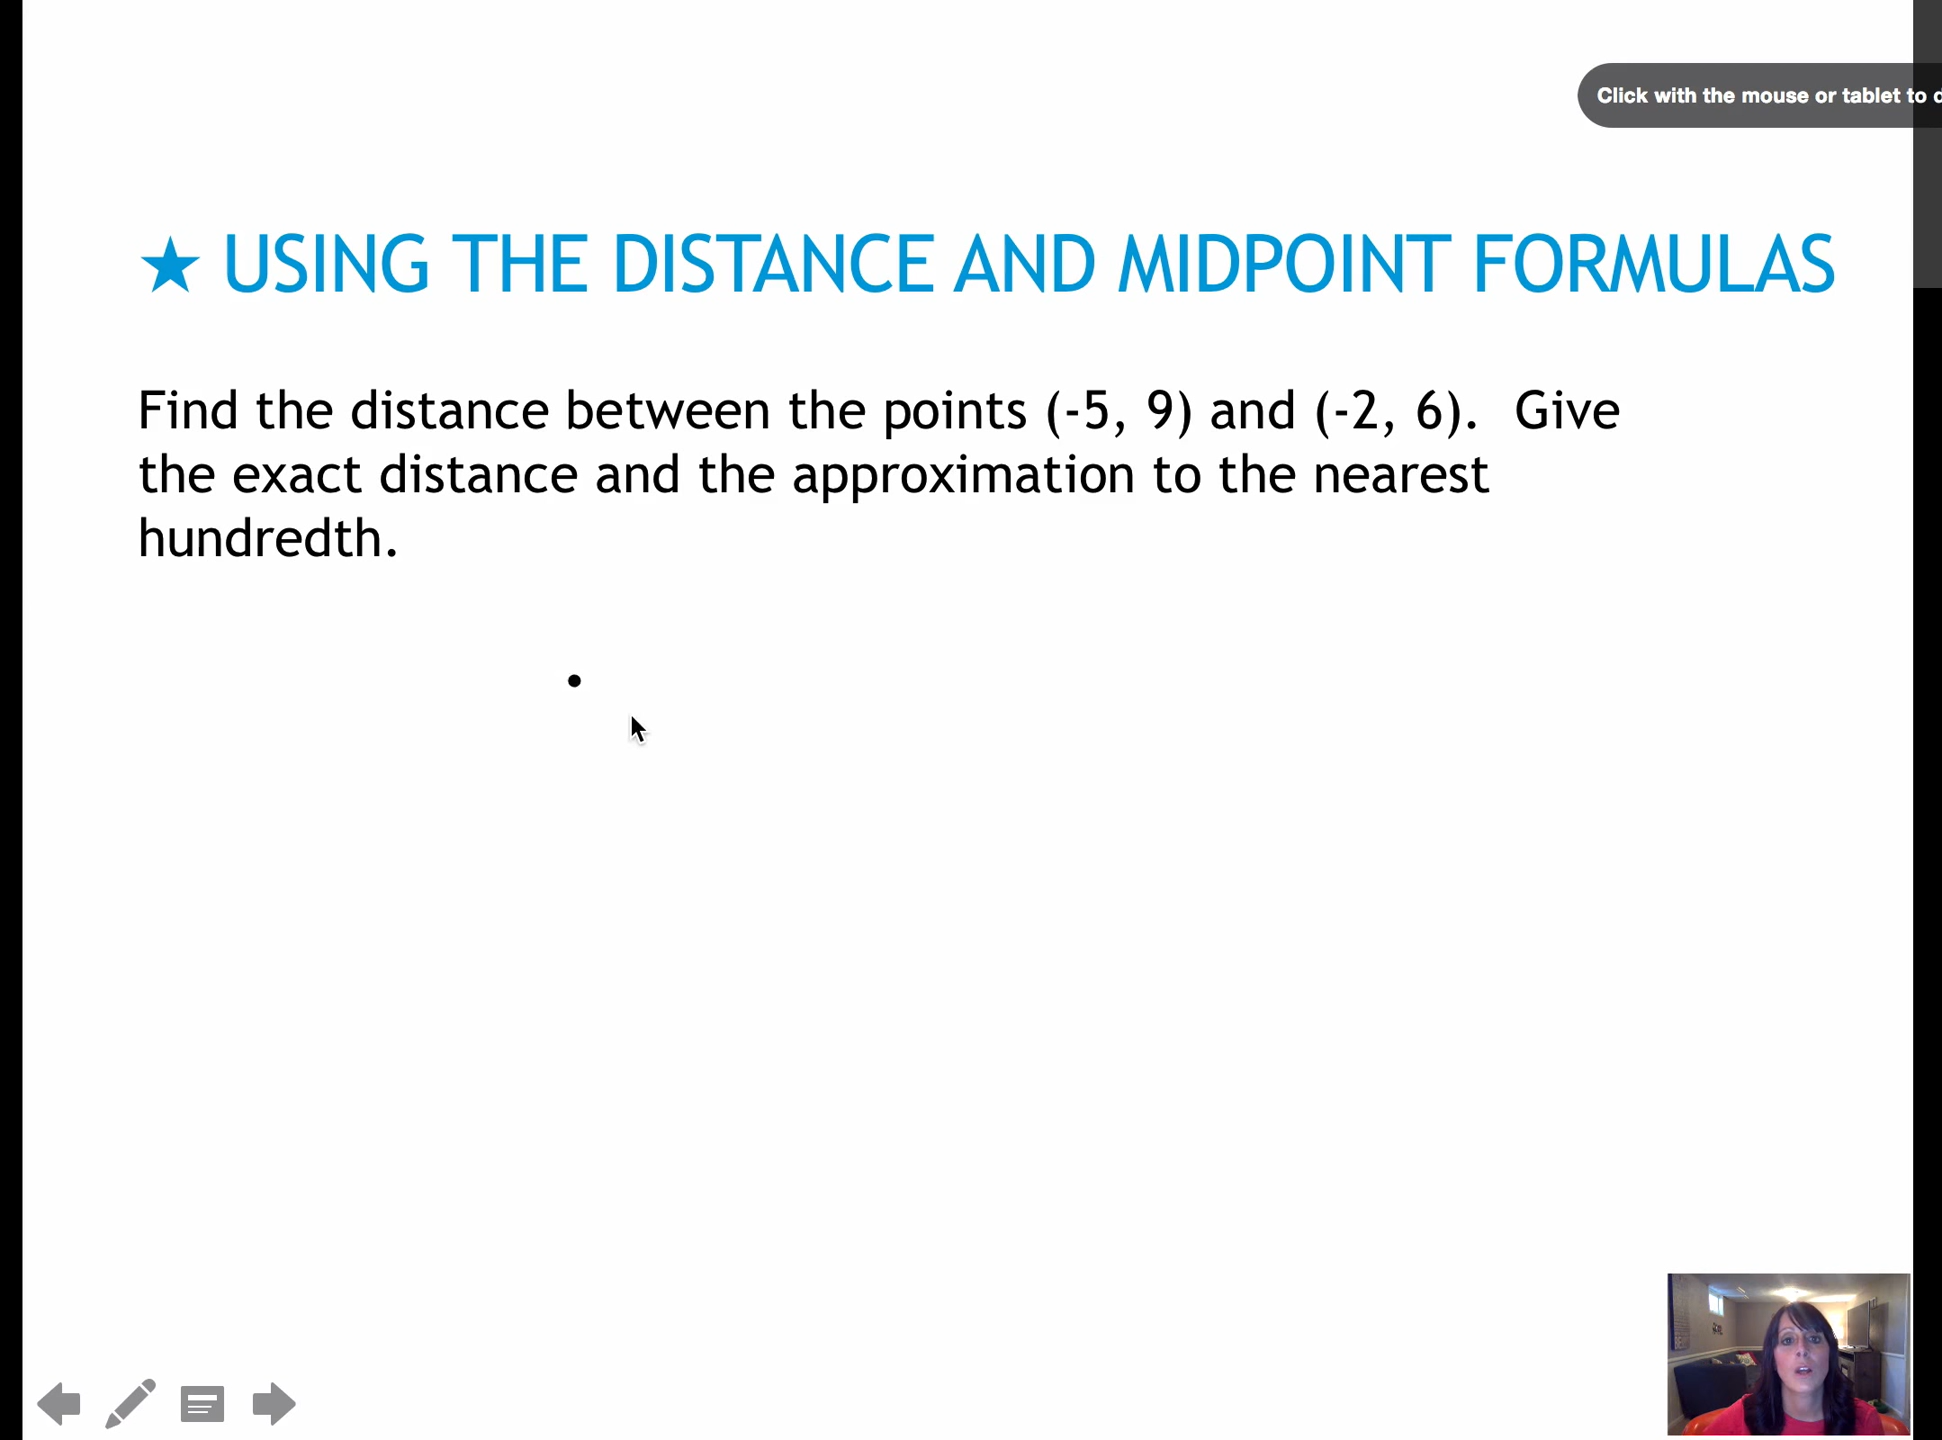 Click with the mouse or tablet to d
★ USING THE DISTANCE AND MIDPOINT FORMULAS
Find the distance between the points (-5, 9) and (-2, 6).  Give
the exact distance and the approximation to the nearest
hundredth.